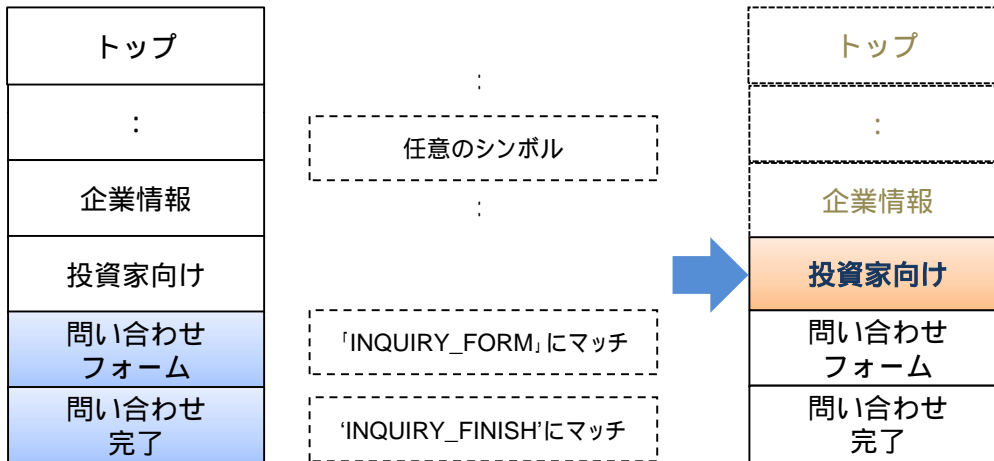 トップ
:
企業情報
投資家向け
問い合わせ
フォーム
問い合わせ
完了
:
任意のシンボル
:
「INQUIRY_FORM」にマッチ
‘INQUIRY_FINISH’にマッチ
トップ
:
企業情報
投資家向け
問い合わせ
フォーム
問い合わせ
完了